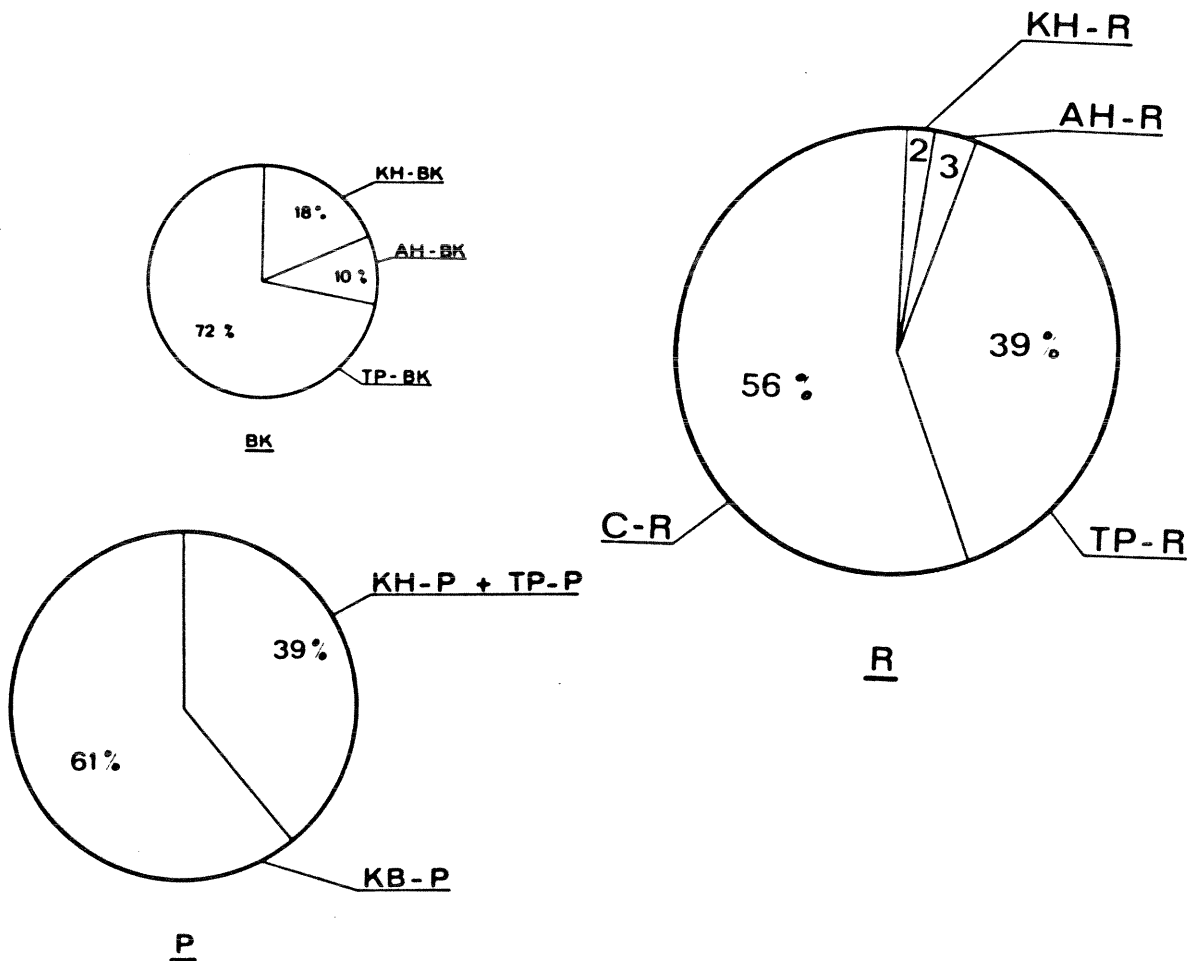 KH-BK
18 %
AH-BK
10 %
72 %
TP-BK
BK
KH-R
AH-R
2
3
39 %
56 %
C-R
TP-R
R
KH-P + TP-P
39 %
61 %
KB-P
P